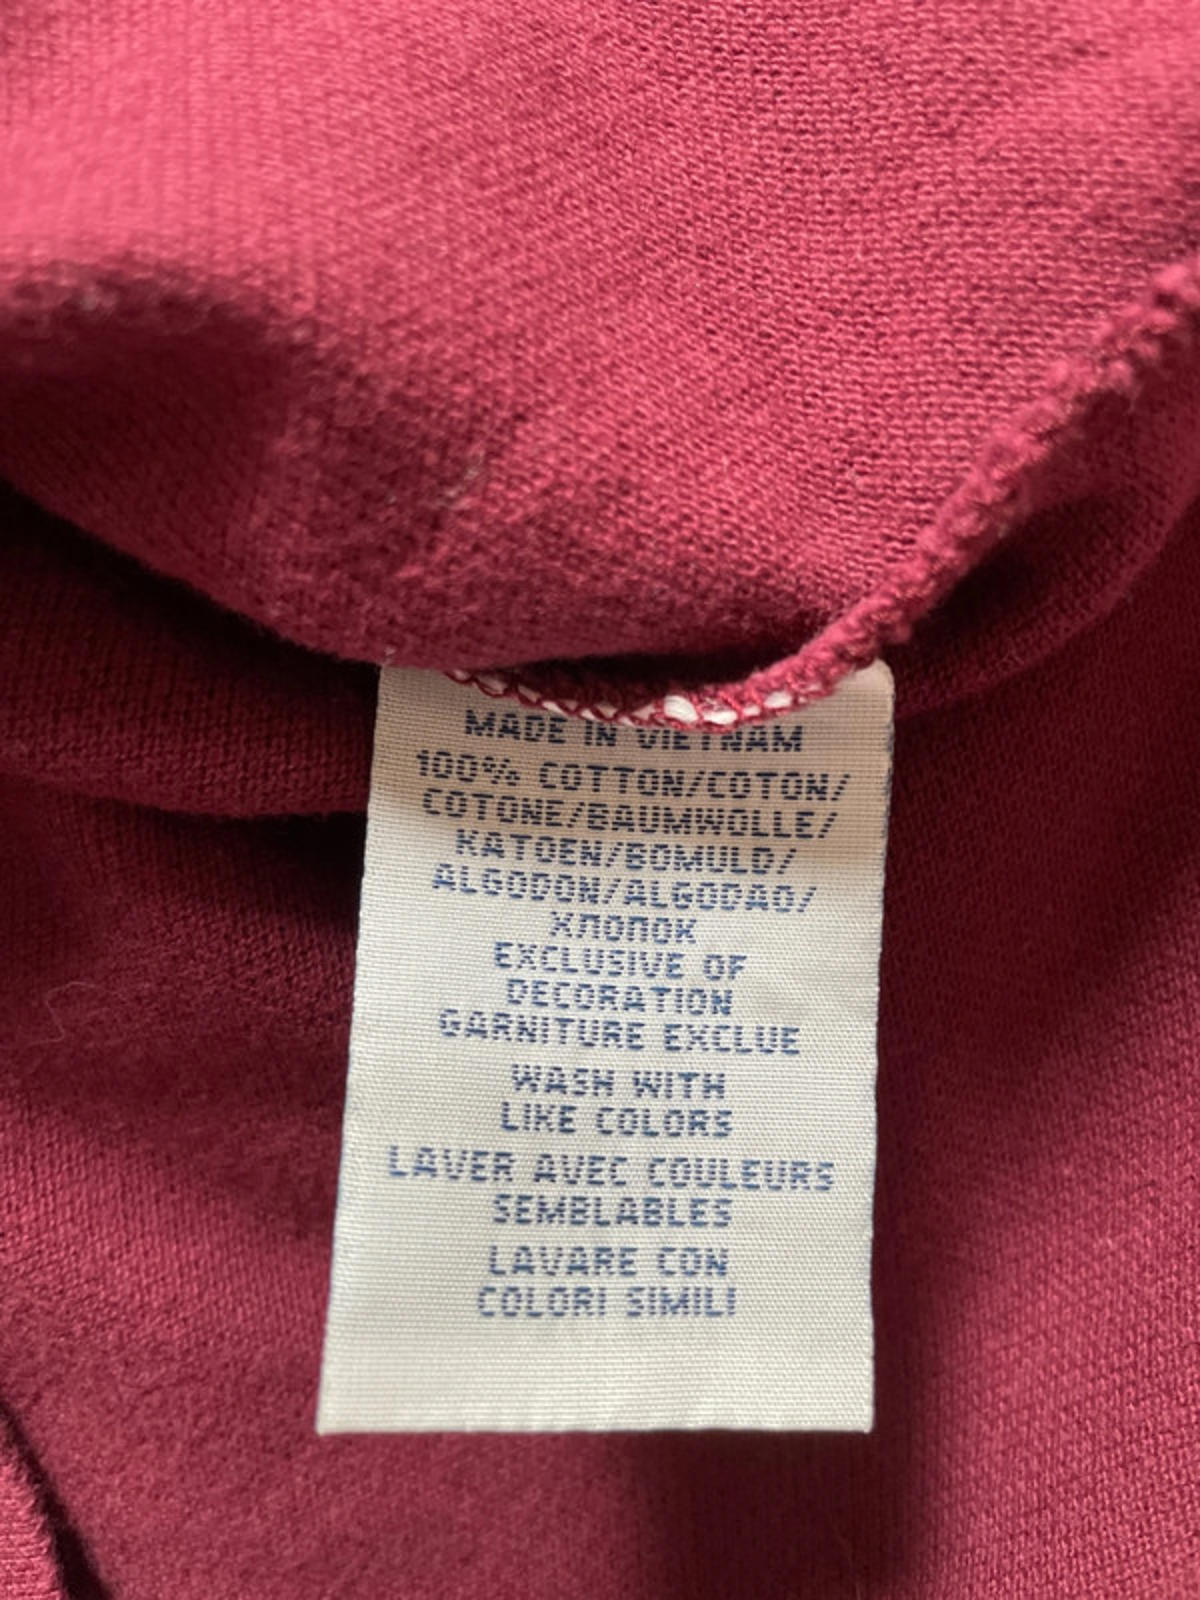 MADE IN VIETNAM
100% COTTON/COTON/
COTONE/BAUMWOLLE/
KATOEN/BOMULD/
ALGODON/ALGODAO/
ХЛОПОК
EXCLUSIVE OF
DECORATION
GARNITURE EXCLUE
WASH WITH
LIKE COLORS
LAVER AVEC COULEURS
SEMBLABLES
LAVARE CON
COLORI SIMILI